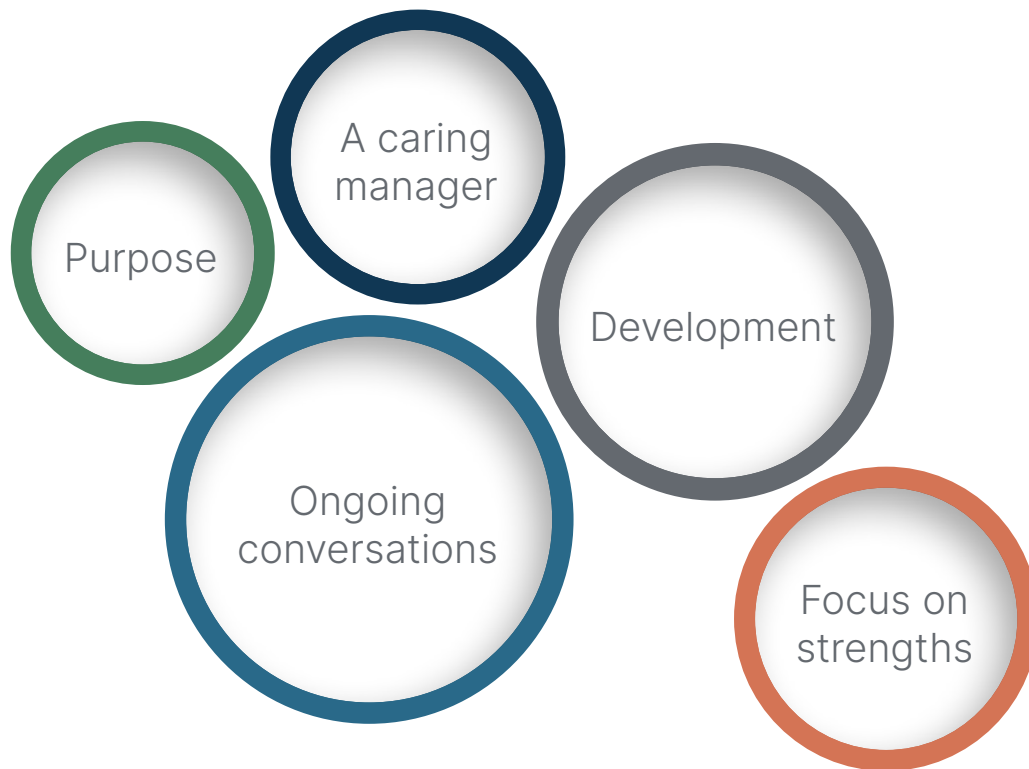 A caring
manager
Purpose
Development
Ongoing
conversations
Focus on
strengths